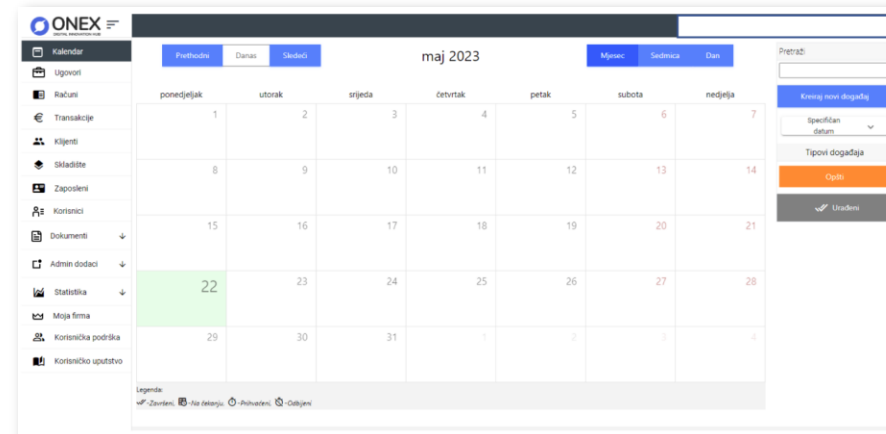 ONEX
DIGITAL INNOVATION HUB
Kalendar
Ugovori
Računi
Transakcije
Klijenti
Skladište
Zaposleni
Korisnici
Dokumenti
Admin dodaci
Statistika
Moja firma
Korisnička podrška
Korisničko uputstvo
Prethodni Danas Sledeći
maj 2023
Mjesec Sedmica Dan
ponedjeljak utorak srijeda četvrtak petak subota nedjelja
1 2 3 4 5 6 7
8 9 10 11 12 13 14
15 16 17 18 19 20 21
22 23 24 25 26 27 28
29 30 31 1 2 3 4
Legenda:
-Završeni, -Na čekanju, -Prihvaćeni, -Odbijeni
Pretraži
Kreiraj novi događaj
Specifičan
datum
Tipovi događaja
Opšti
Urađeni